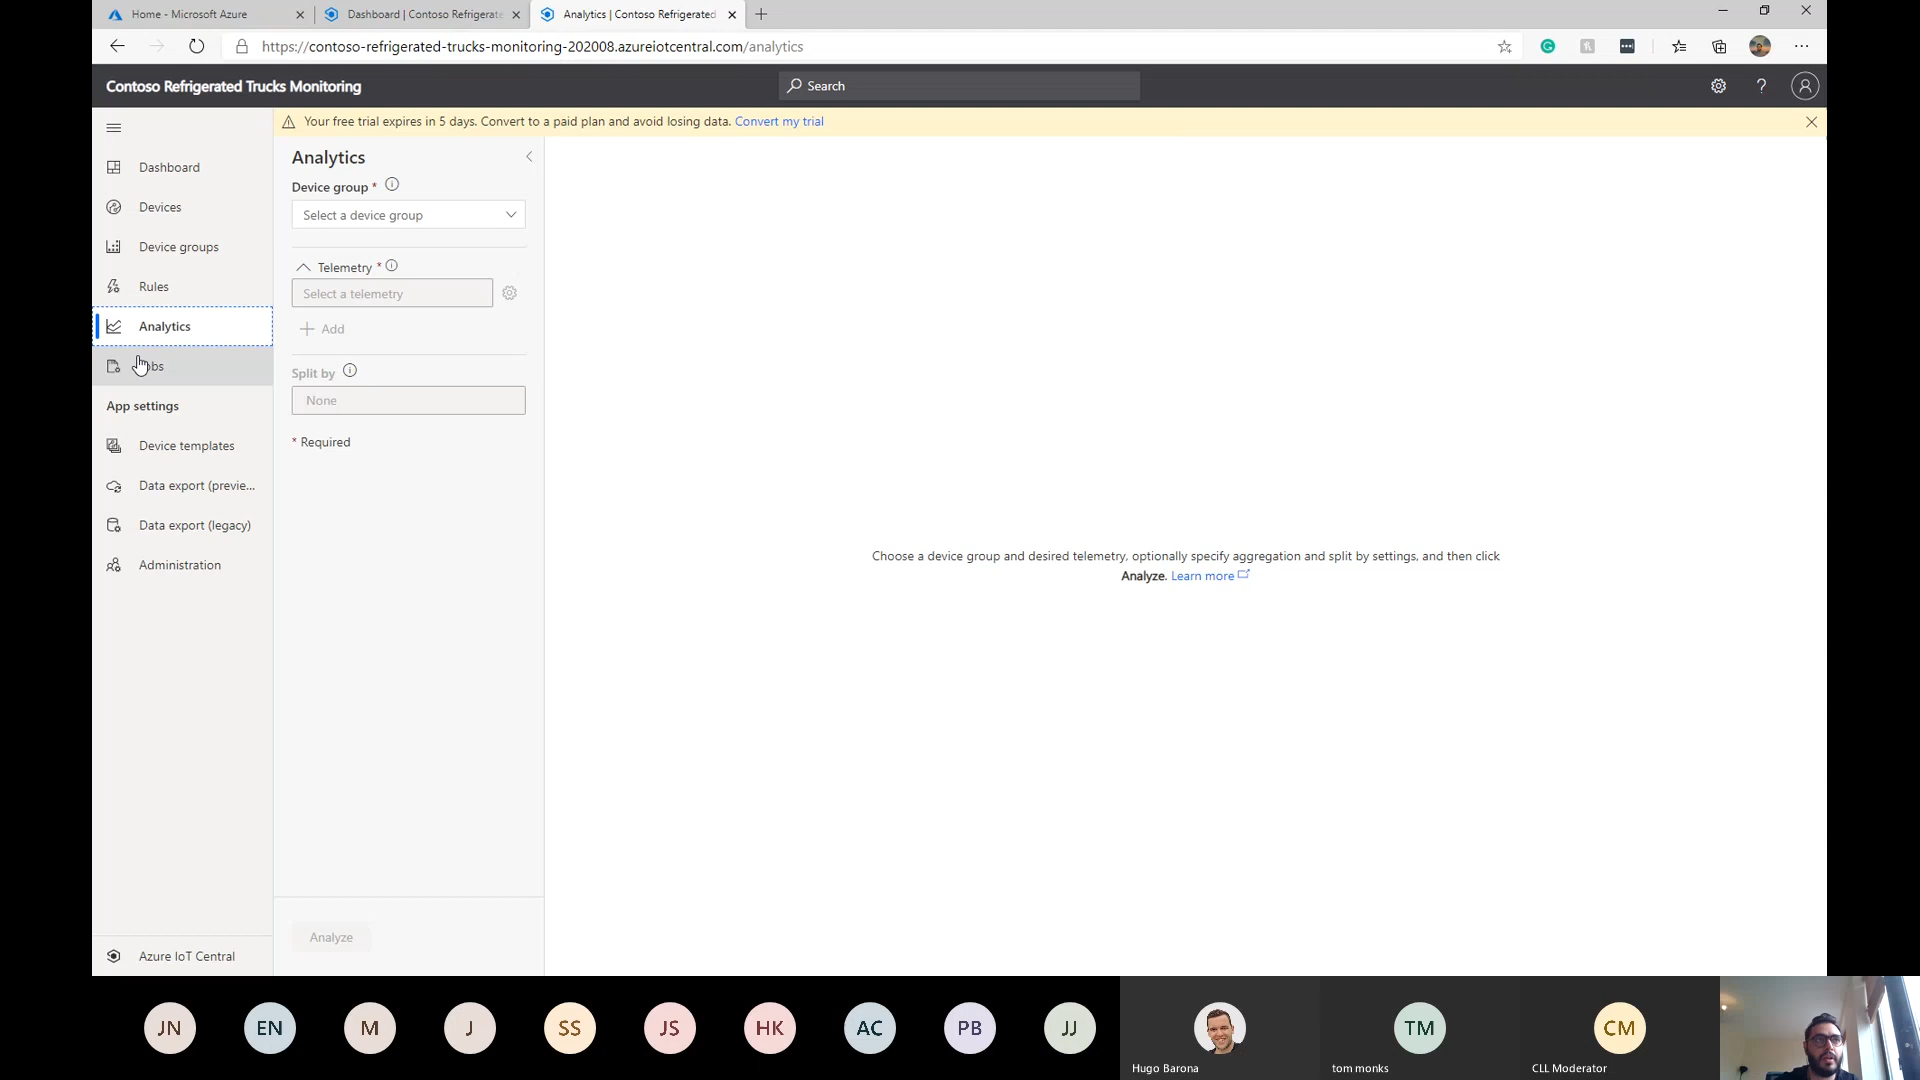 Home - Microsoft Azure
Dashboard | Contoso Refrigerate
Analytics | Contoso Refrigerated
https://contoso-refrigerated-trucks-monitoring-202008.azureiotcentral.com/analytics
Contoso Refrigerated Trucks Monitoring
Search
?
Your free trial expires in 5 days. Convert to a paid plan and avoid losing data. Convert my trial
Dashboard
Devices
Device groups
Rules
Analytics
obs
App settings
Device templates
Data export (previe...
Data export (legacy)
Administration
Azure IoT Central
Analytics
Device group *
Select a device group
Telemetry *
Select a telemetry
Add
Split by
None
* Required
Analyze
Choose a device group and desired telemetry, optionally specify aggregation and split by settings, and then click
Analyze. Learn more
JN
EN
M
J
SS
JS
HK
AC
PB
JJ
Hugo Barona
TM
tom monks
CM
CLL Moderator